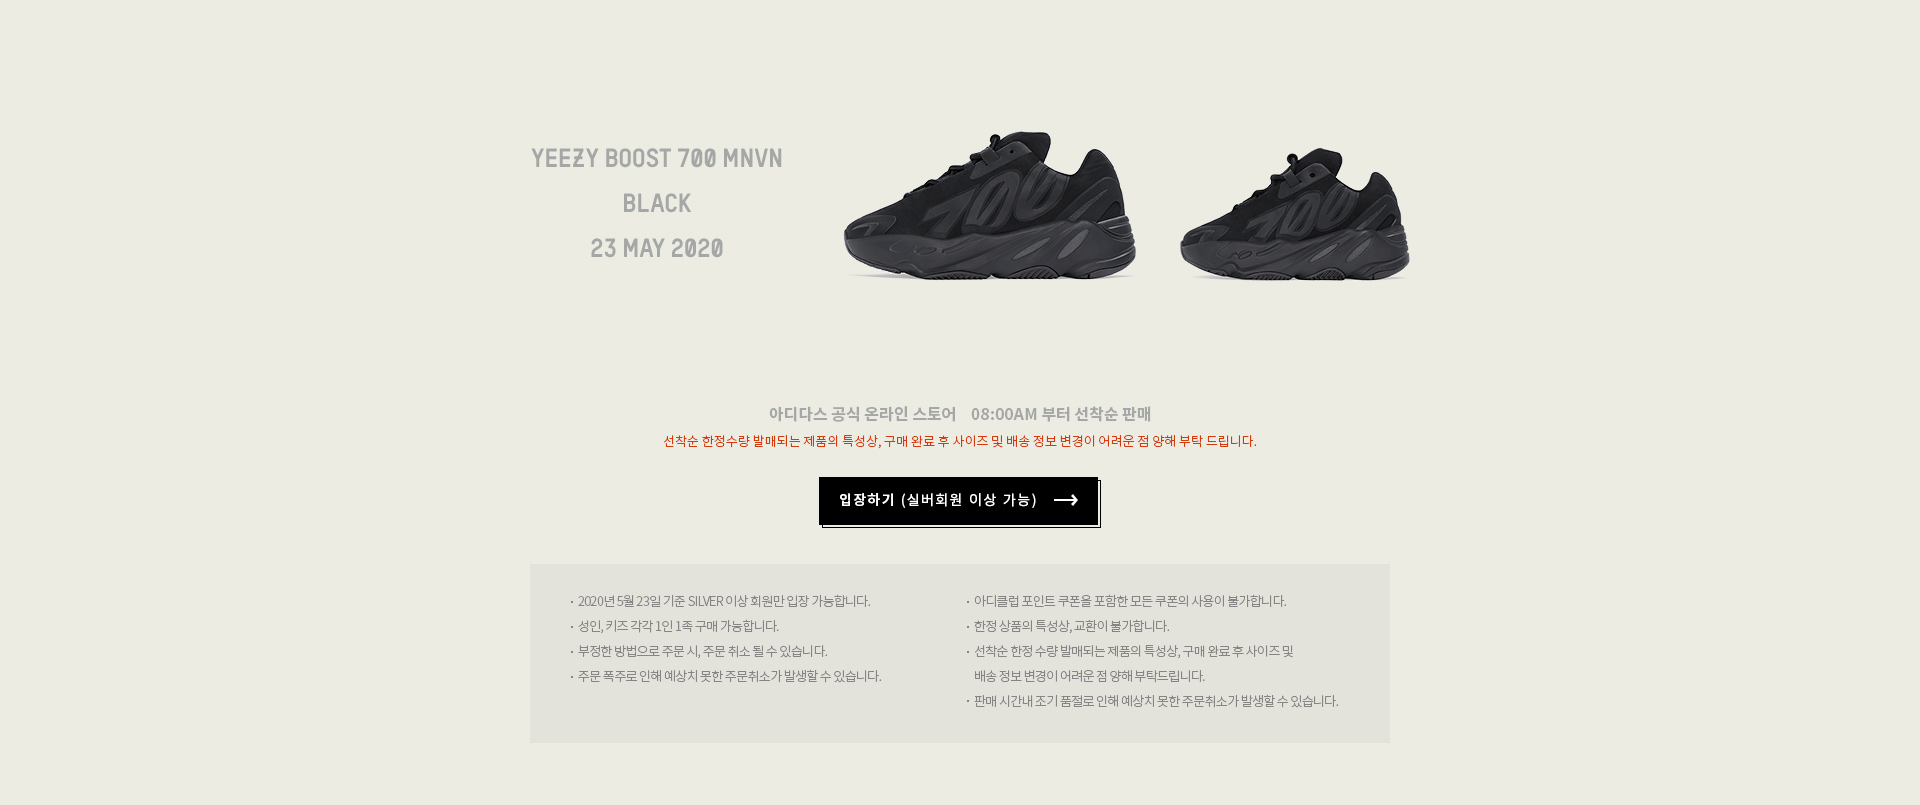 YEEZY BOOST 700 MNVN
BLACK
23 MAY 2020
700
700
아디다스 공식 온라인 스토어 08:00AM 부터 선착순 판매
선착순 한정수량 발매되는 제품의 특성상, 구매 완료 후 사이즈 및 배송 정보 변경이 어려운 점 양해 부탁 드립니다.
입장하기 (실버회원 이상 가능)
· 2020년 5월 23일 기준 SILVER 이상 회원만 입장 가능합니다.
· 성인, 키즈 각각 1인 1족 구매 가능합니다.
· 부정한 방법으로 주문 시, 주문 취소 될 수 있습니다.
· 주문 폭주로 인해 예상치 못한 주문취소가 발생할 수 있습니다.
· 아디클럽 포인트 쿠폰을 포함한 모든 쿠폰의 사용이 불가합니다.
· 한정 상품의 특성상, 교환이 불가합니다.
· 선착순 한정 수량 발매되는 제품의 특성상, 구매 완료 후 사이즈 및
배송 정보 변경이 어려운 점 양해 부탁드립니다.
· 판매 시간내 조기 품절로 인해 예상치 못한 주문취소가 발생할 수 있습니다.